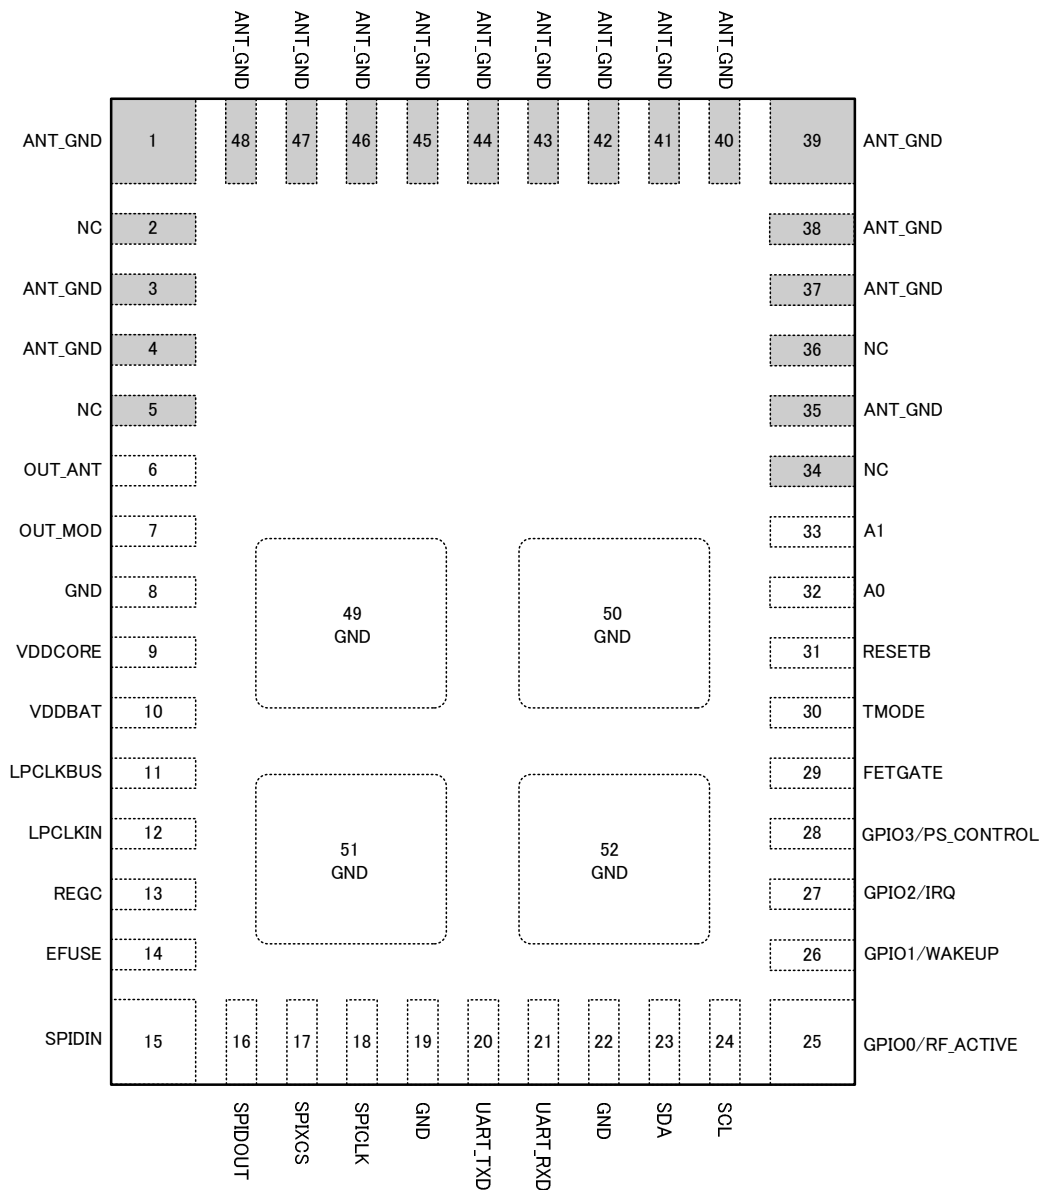 ANT_GND ANT_GND ANT_GND ANT_GND ANT_GND ANT_GND ANT_GND ANT_GND ANT_GND
ANT_GND 1 48 47 46 45 44 43 42 41 40 39 ANT_GND
NC 2 38 ANT_GND
ANT_GND 3 37 ANT_GND
ANT_GND 4 36 NC
NC 5 35 ANT_GND
OUT_ANT 6 34 NC
OUT_MOD 7 33 A1
GND 8 32 A0
49 50
GND GND
VDDCORE 9 31 RESETB
VDDBAT 10 30 TMODE
LPCLKBUS 11 29 FETGATE
LPCLKIN 12 28 GPIO3/PS_CONTROL
51 52
GND GND
REGC 13 27 GPIO2/IRQ
EFUSE 14 26 GPIO1/WAKEUP
SPIDIN 15 16 17 18 19 20 21 22 23 24 25 GPIO0/RF_ACTIVE
SPIDOUT SPIXCS SPICLK GND UART_TXD UART_RXD GND SDA SCL